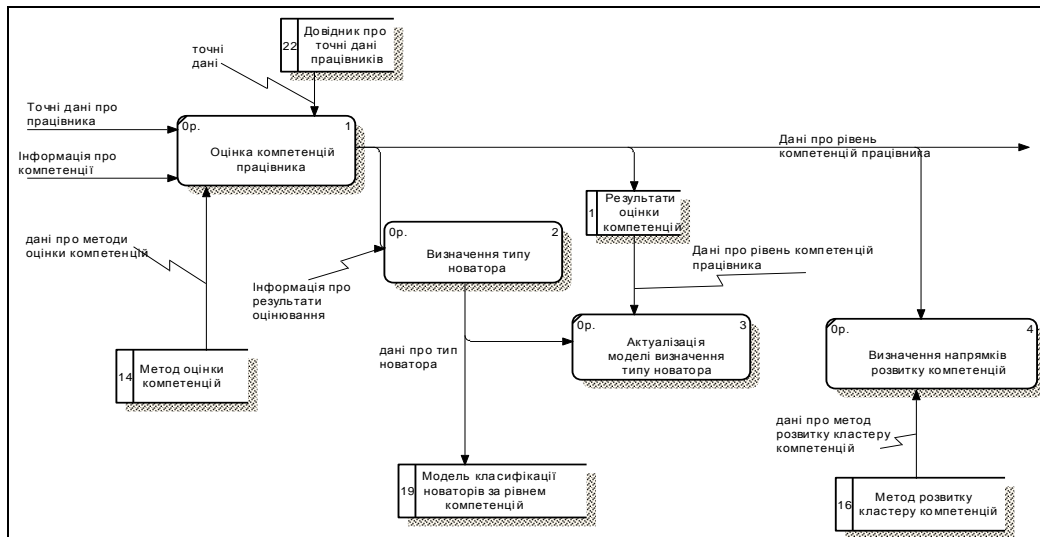 22
Довідник про
точні дані
працівників
точні
дані
Точні дані про
працівника
Інформація про
компетенції
0р.
1
Оцінка компетенцій
працівника
Дані про рівень
компетенцій працівника
1
Результати
оцінки
компетенцій
дані про методи
оцінки компетенцій
0р.
2
Визначення типу
новатора
Дані про рівень компетенцій
працівника
Інформація про
результати
оцінювання
0р.
3
Актуалізація
моделі визначення
типу новатора
0р.
4
Визначення напрямків
розвитку компетенцій
дані про тип
новатора
14
Метод оцінки
компетенцій
дані про метод
розвитку кластеру
компетенцій
19
Модель класифікації
новаторів за рівнем
компетенцій
16
Метод розвитку
кластеру компетенцій